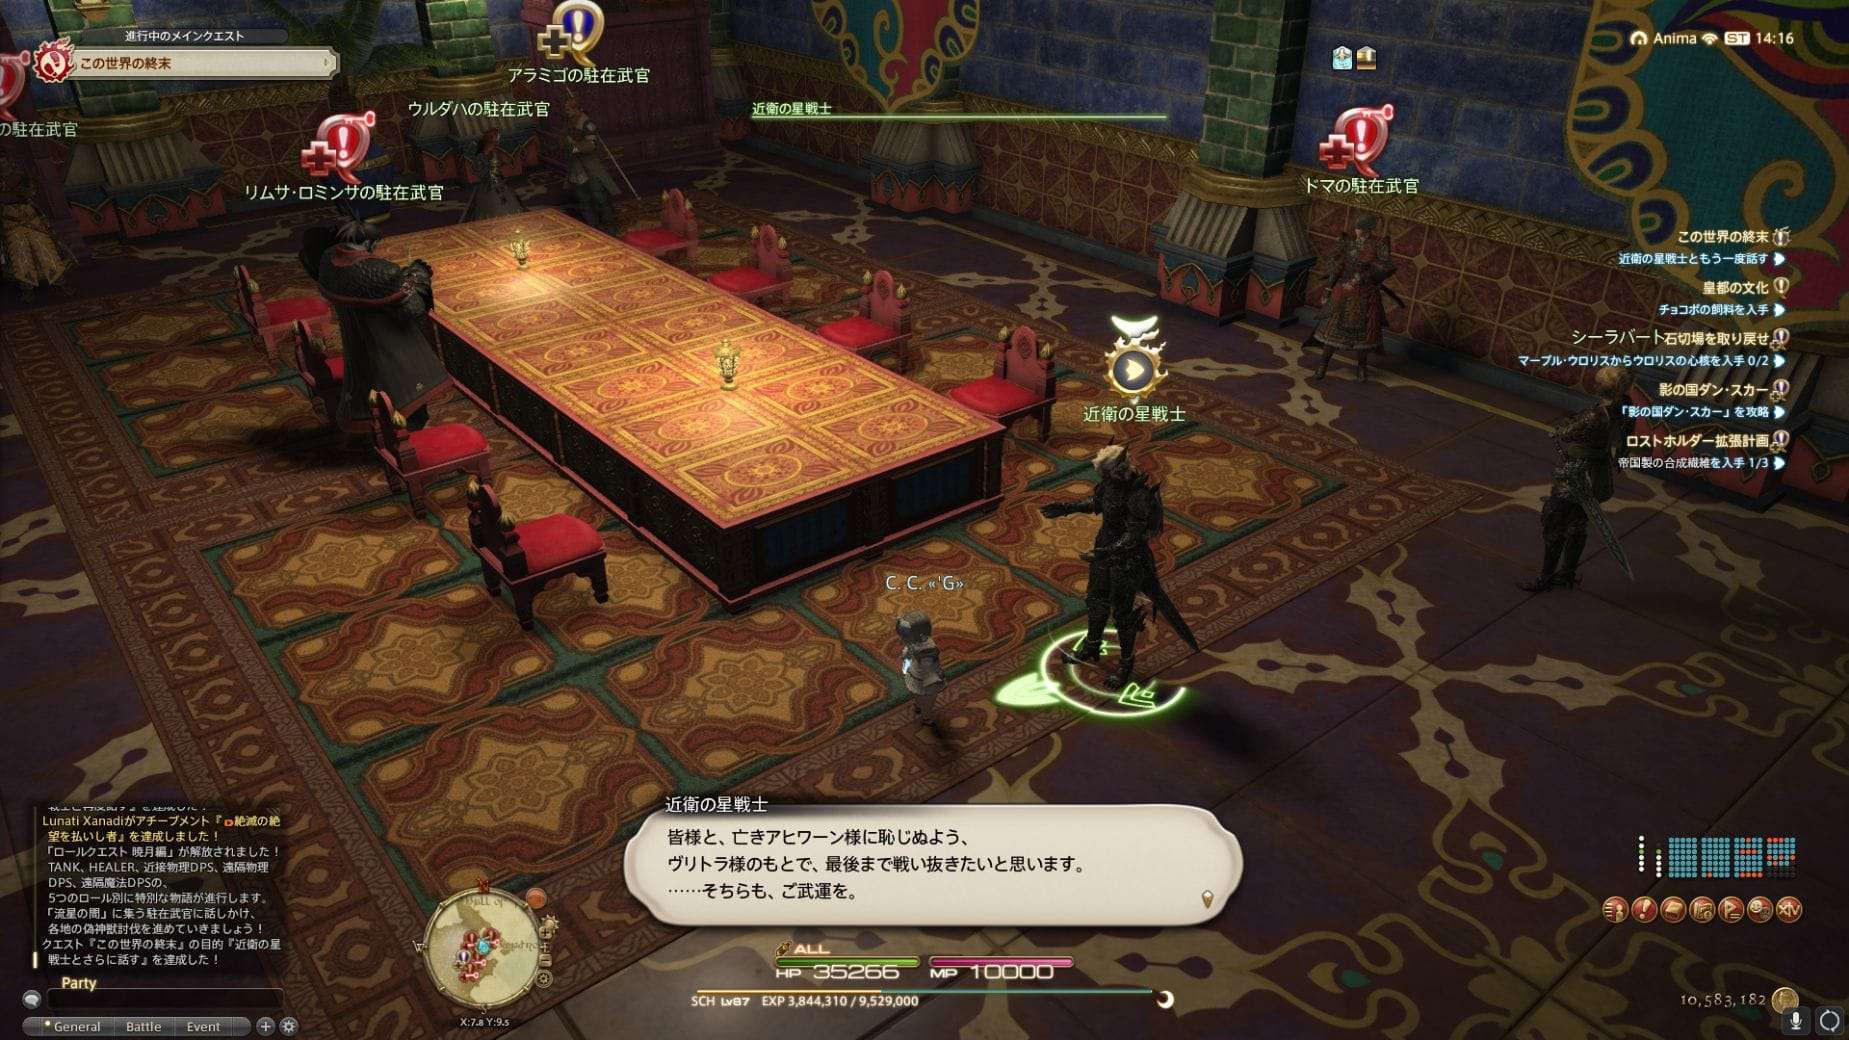 進行中のメインクエスト
この世界の終末
アラミゴの駐在武官
ウルダハの駐在武官
の駐在武官
リムサ・ロミンサの駐在武官
近衛の星戦士
ドマの駐在武官
Anima
ST 14:16
この世界の終末
近衛の星戦士ともう一度話す
皇都の文化
チョコボの飼料を入手
シーラバート石切場を取り戻せ
マーブル・ウロリスからウロリスの心核を入手 0/2
影の国ダン・スカー
「影の国ダン・スカー」を攻略
ロストホルダー拡張計画
帝国製の合成繊維を入手 1/3
近衛の星戦士
C. C. «'G»
近衛の星戦士
皆様と、亡きアヒワーン様に恥じぬよう、
ヴリトラ様のもとで、最後まで戦い抜きたいと思います。
……そちらも、ご武運を。
Lunati Xanadiがアチーブメント『絶滅の絶
望を払いし者』を達成しました！
「ロールクエスト 暁月編」が解放されました！
TANK、HEALER、近接物理DPS、遠隔物理
DPS、遠隔魔法DPSの、
5つのロール別に特別な物語が進行します。
「流星の間」に集う駐在武官に話しかけ、
各地の偽神獣討伐を進めていきましょう！
クエスト『この世界の終末』の目的『近衛の星
戦士とさらに話す』を達成した！
Party
General Battle Event
X:7.8 Y:9.5
ALL
HP 35266 MP 10000
SCH Lv87 EXP 3,844,310 / 9,529,000
10,583,182
XIV